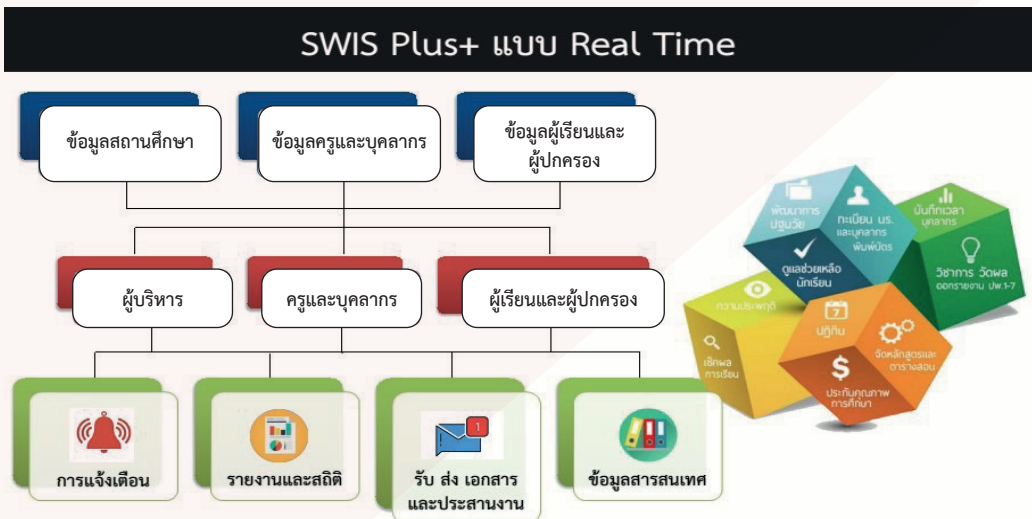 SWIS Plus+ แบบ Real Time
ข้อมูลสถานศึกษา
ข้อมูลครูและบุคลากร
ข้อมูลผู้เรียนและ
ผู้ปกครอง
ผู้บริหาร
ครูและบุคลากร
ผู้เรียนและผู้ปกครอง
การแจ้งเตือน
รายงานและสถิติ
1
รับ ส่ง เอกสาร
และประสานงาน
ข้อมูลสารสนเทศ
พัฒนาการ
ปฐมวัย
ทะเบียน นร.
และบุคลากร
พิมพ์บัตร
บันทึกเวลา
บุคลากร
ดูแลช่วยเหลือ
นักเรียน
วิชาการ วัดผล
ออกรายงาน ปพ.1-7
ความประพฤติ
7
ปฏิทิน
เช็คผล
การเรียน
จัดหลักสูตรและ
ตารางสอน
$
ประกันคุณภาพ
การศึกษา